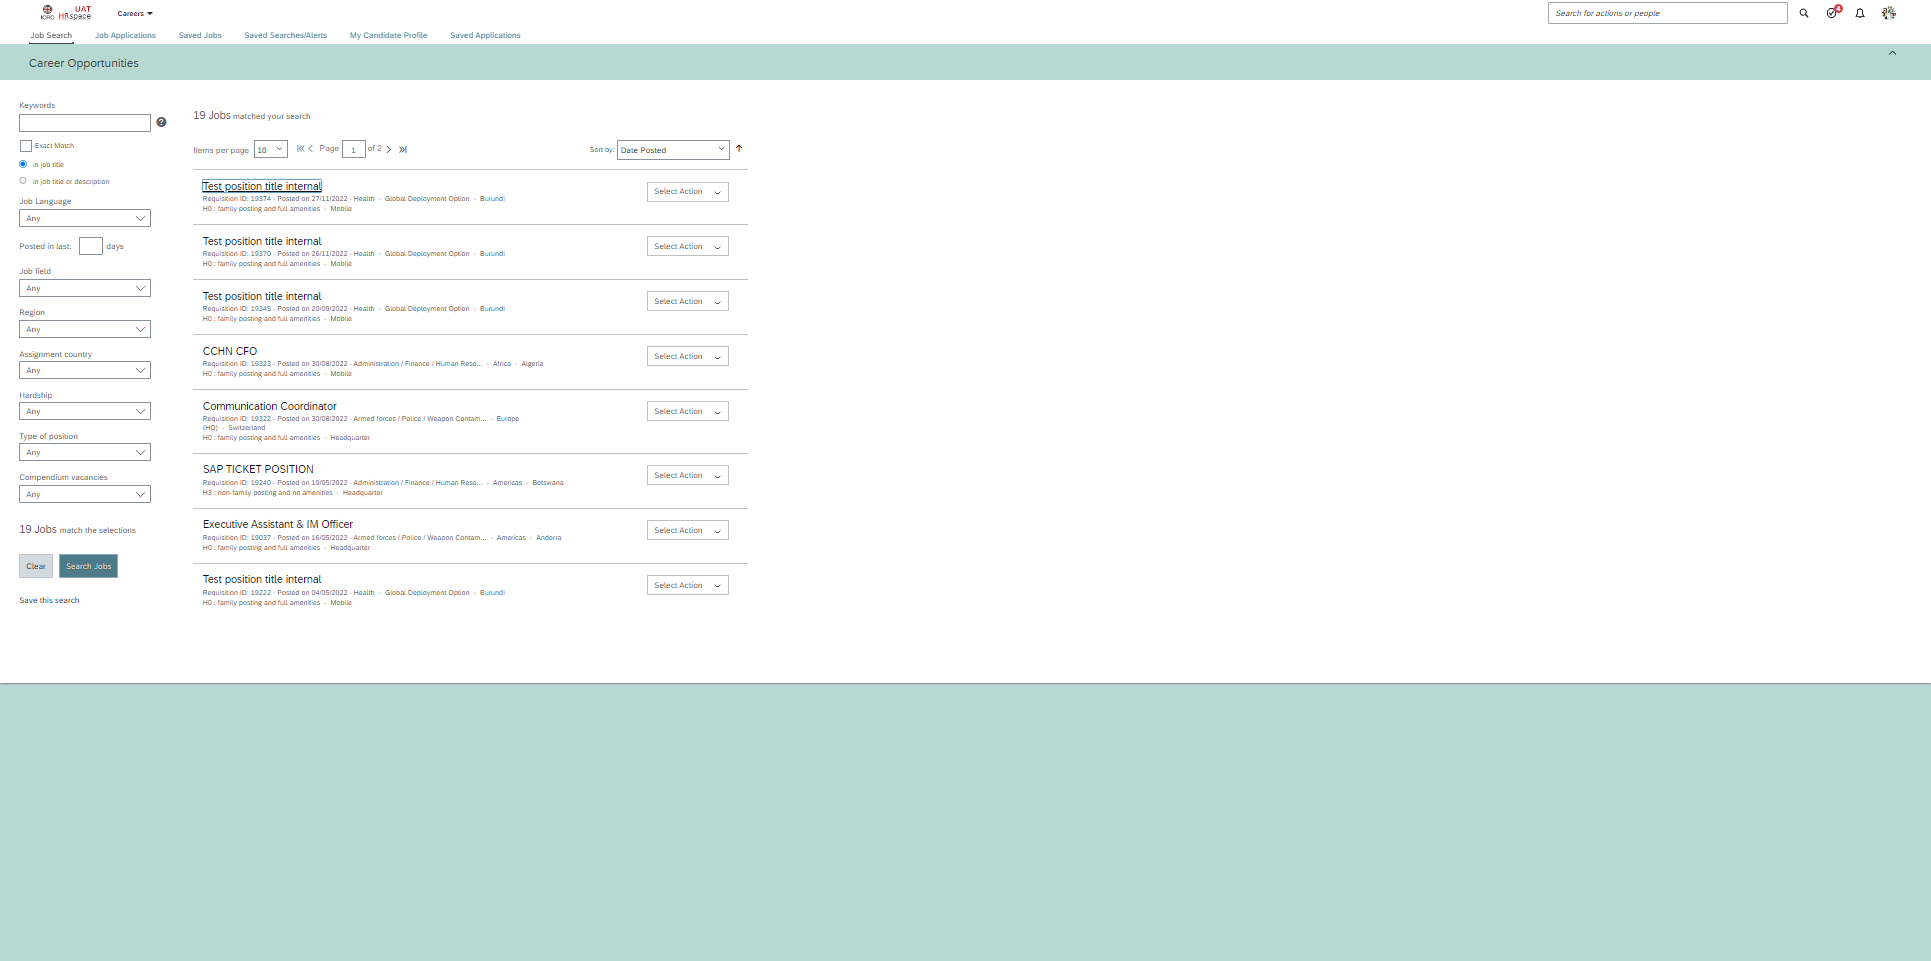 ICRC
UAT
HRspace
Careers
Search for actions or people
4
Job Search
Job Applications
Saved Jobs
Saved Searches/Alerts
My Candidate Profile
Saved Applications
Career Opportunities
Keywords
?
Exact Match
in job title
in job title or description
Job Language
Any
Posted in last: days
Job field
Any
Region
Any
Assignment country
Any
Hardship
Any
Type of position
Any
Compendium vacancies
Any
19 Jobs match the selections
Clear
Search Jobs
Save this search
19 Jobs matched your search
Items per page 10 Page 1 of 2
Sort by: Date Posted
Test position title internal
Requisition ID: 19374 - Posted on 27/11/2022 - Health - Global Deployment Option - Burundi
H0 : family posting and full amenities - Mobile
Select Action
Test position title internal
Requisition ID: 19370 - Posted on 26/11/2022 - Health - Global Deployment Option - Burundi
H0 : family posting and full amenities - Mobile
Select Action
Test position title internal
Requisition ID: 19345 - Posted on 20/09/2022 - Health - Global Deployment Option - Burundi
H0 : family posting and full amenities - Mobile
Select Action
CCHN CFO
Requisition ID: 19323 - Posted on 30/08/2022 - Administration / Finance / Human Reso... - Africa - Algeria
H0 : family posting and full amenities - Mobile
Select Action
Communication Coordinator
Requisition ID: 19322 - Posted on 30/08/2022 - Armed forces / Police / Weapon Contam... - Europe
(HQ) - Switzerland
H0 : family posting and full amenities - Headquarter
Select Action
SAP TICKET POSITION
Requisition ID: 19240 - Posted on 19/05/2022 - Administration / Finance / Human Reso... - Americas - Botswana
H3 : non-family posting and no amenities - Headquarter
Select Action
Executive Assistant & IM Officer
Requisition ID: 19037 - Posted on 16/05/2022 - Armed forces / Police / Weapon Contam... - Americas - Andorra
H0 : family posting and full amenities - Headquarter
Select Action
Test position title internal
Requisition ID: 19222 - Posted on 04/05/2022 - Health - Global Deployment Option - Burundi
H0 : family posting and full amenities - Mobile
Select Action